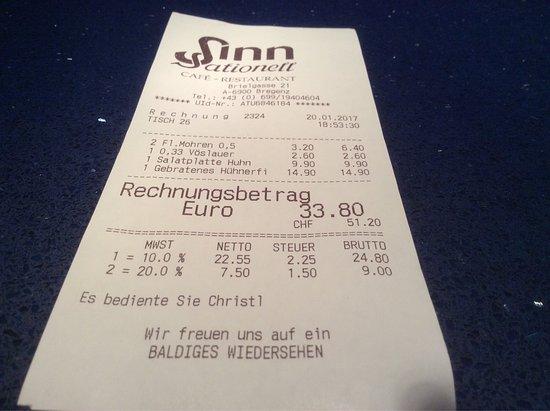 Sinn
Sationell
CAFÉ - RESTAURANT
Brielgasse 21
A-6900 Bregenz
Tel.: +43 (0) 699/19404604
******* UId-Nr.: ATU6846184 *******
Rechnung 2324 20.01.2017
TISCH 26 18:53:30
2 Fl.Mohren 0,5 3.20 6.40
1 0,33 Vöslauer 2.60 2.60
1 Salatplatte Huhn 9.90 9.90
1 Gebratenes Hühnerfi 14.90 14.90
Rechnungsbetrag
Euro 33.80
CHF 51.20
MWST NETTO STEUER BRUTTO
1 = 10.0 % 22.55 2.25 24.80
2 = 20.0 % 7.50 1.50 9.00
Es bediente Sie Christl
Wir freuen uns auf ein
BALDIGES WIEDERSEHEN